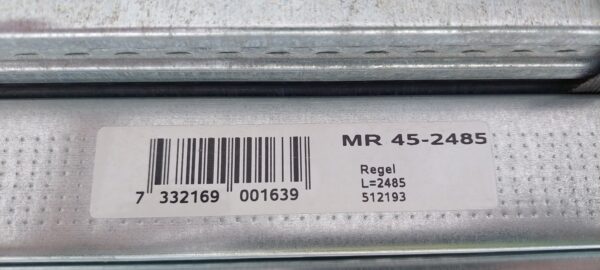 MR 45-2485
Regel
L=2485
512193
7 332169 001639